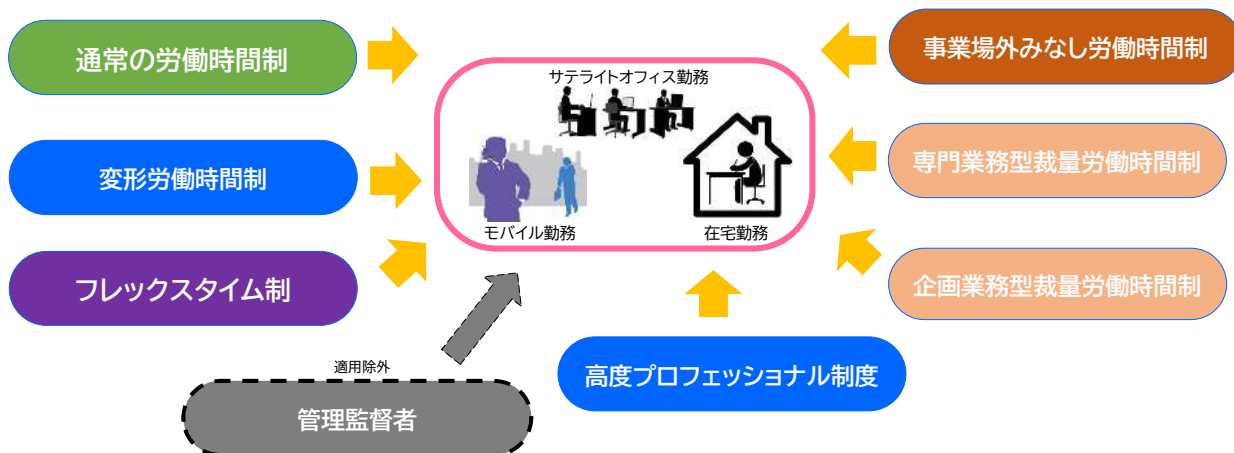 通常の労働時間制
事業場外みなし労働時間制
サテライトオフィス勤務
変形労働時間制
専門業務型裁量労働時間制
モバイル勤務
在宅勤務
フレックスタイム制
企画業務型裁量労働時間制
適用除外
高度プロフェッショナル制度
管理監督者